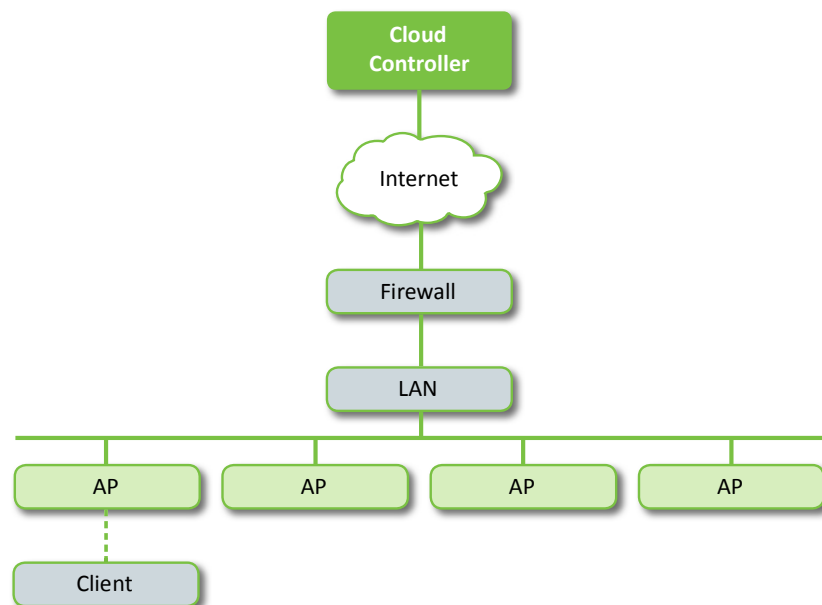 Cloud
Controller
Internet
Firewall
LAN
AP
AP
AP
AP
Client